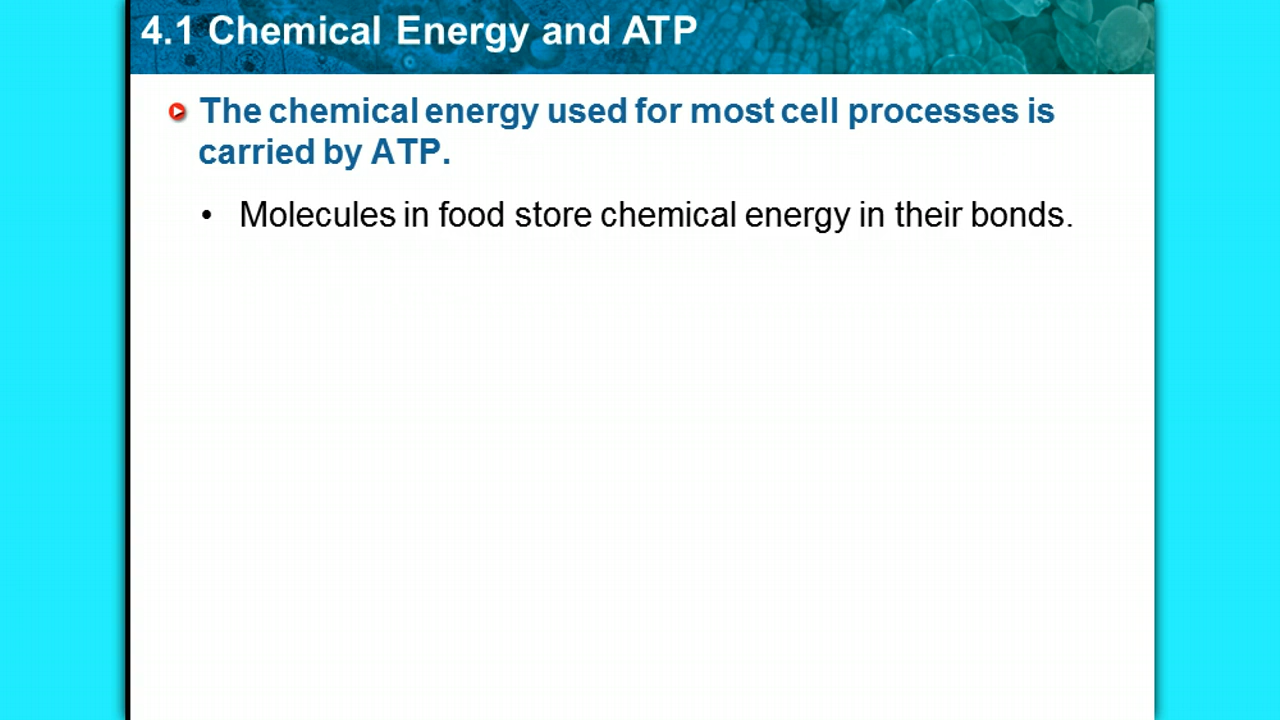 4.1 Chemical Energy and ATP
The chemical energy used for most cell processes is
carried by ATP.
• Molecules in food store chemical energy in their bonds.